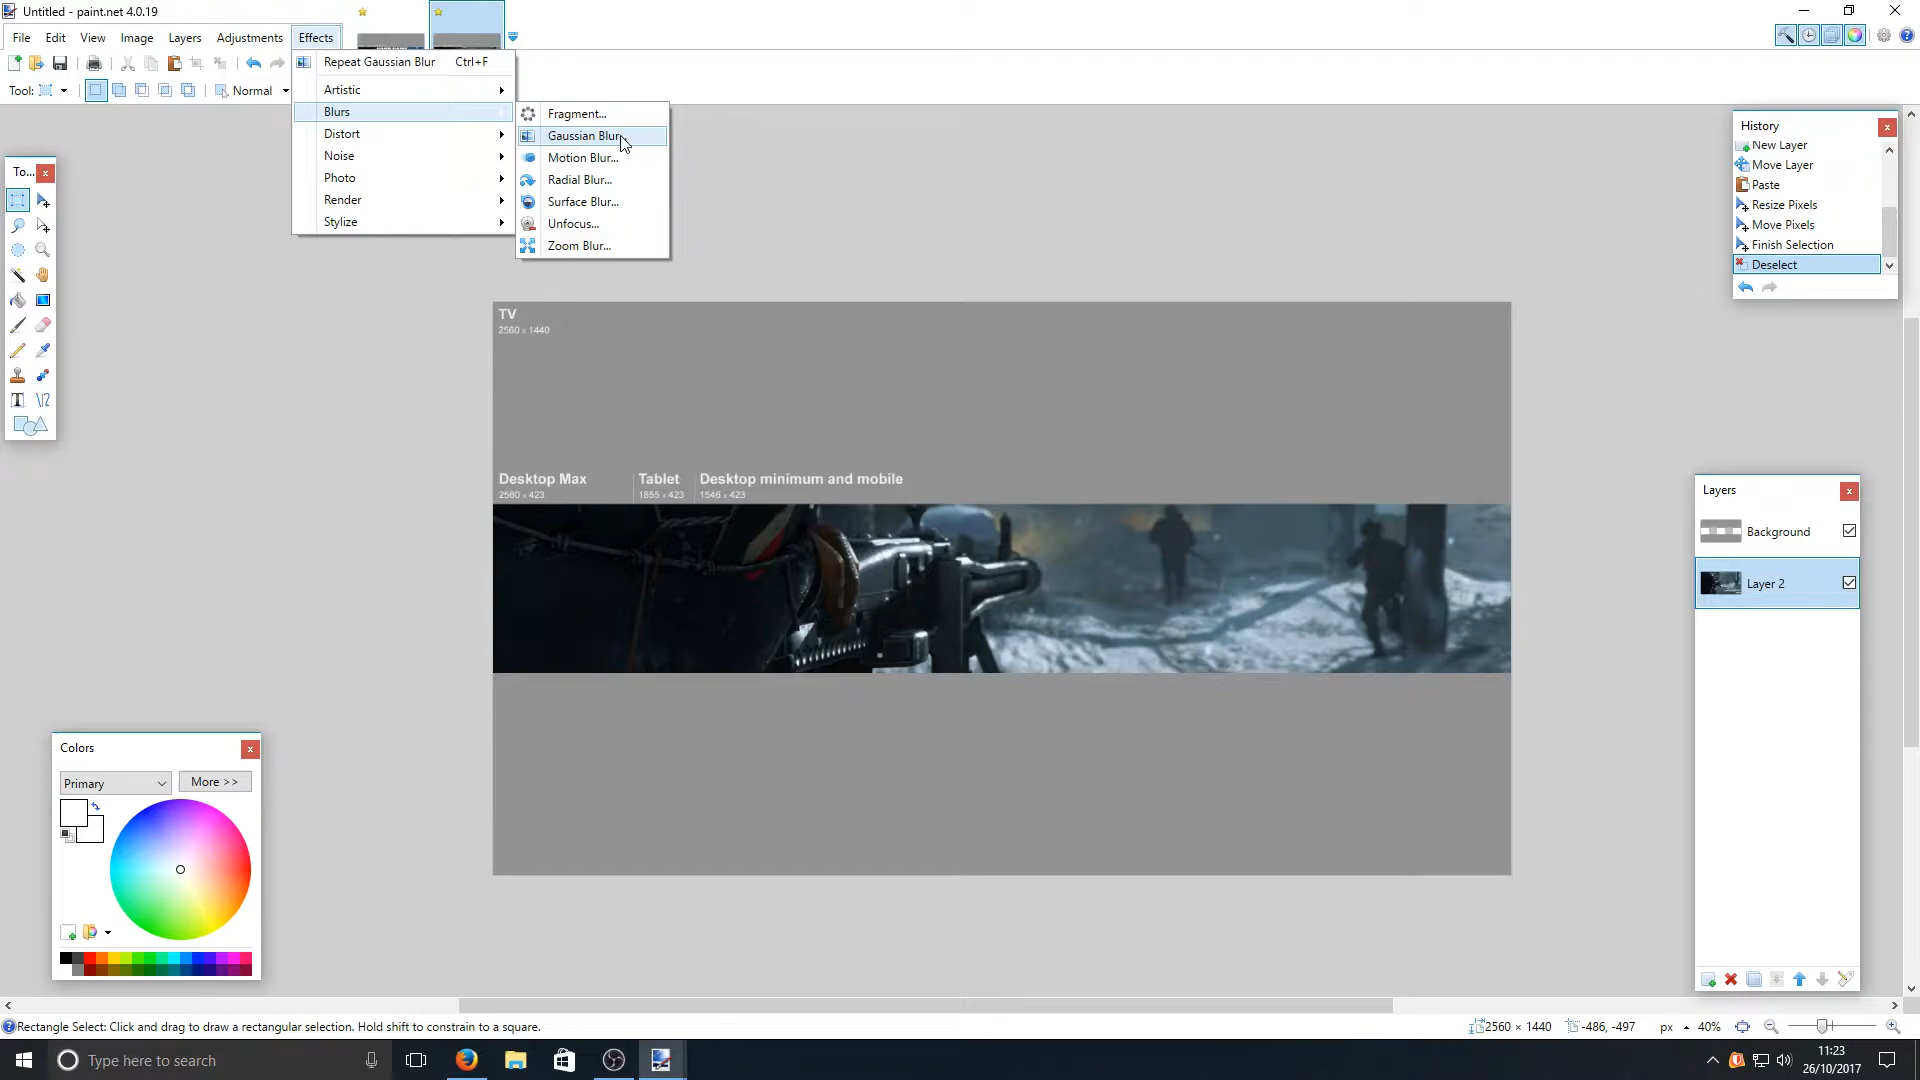 Untitled - paint.net 4.0.19
File Edit View Image Layers Adjustments Effects
Tool: Normal
Repeat Gaussian Blur Ctrl+F
Artistic
Blurs
Distort
Noise
Photo
Render
Stylize
Fragment...
Gaussian Blur...
Motion Blur...
Radial Blur...
Surface Blur...
Unfocus...
Zoom Blur...
To...
History
New Layer
Move Layer
Paste
Resize Pixels
Move Pixels
Finish Selection
Deselect
TV
2560 x 1440
Desktop Max Tablet Desktop minimum and mobile
2560 x 423 1855 x 423 1546 x 423
Layers
Background
Layer 2
Colors
Primary More >>
Rectangle Select: Click and drag to draw a rectangular selection. Hold shift to constrain to a square.
2560 × 1440 -486, -497 px 40%
Type here to search
11:23
26/10/2017